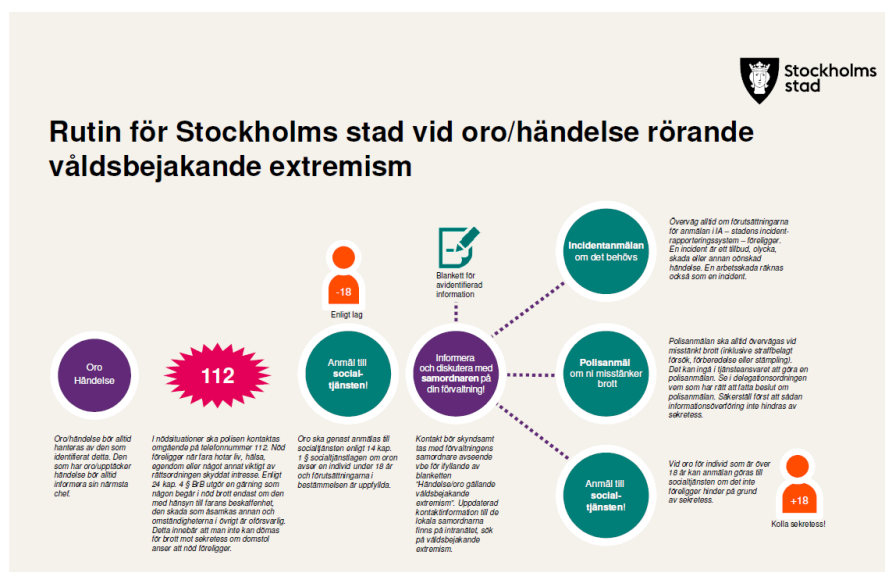 Stockholms
stad
Rutin för Stockholms stad vid oro/händelse rörande
våldsbejakande extremism
Oro
Händelse
Oro/händelse bör alltid
hanteras av den som
identifierat detta. Den
som har oro/upptäcker
händelse bör alltid
informera sin närmsta
chef.
112
I nödsituationer ska polisen kontaktas
omgående på telefonnummer 112. Nöd
föreligger när fara hotar liv, hälsa,
egendom eller något annat viktigt av
rättsordningen skyddat intresse. Enligt
24 kap. 4 § BrB utgör en gärning som
någon begår i nöd brott endast om den
med hänsyn till farans beskaffenhet,
den skada som åsamkas annan och
omständigheterna i övrigt är oförsvarlig.
Detta innebär att man inte kan dömas
för brott mot sekretess om domstol
anser att nöd föreligger.
-18
Enligt lag
Anmäl till
social-
tjänsten!
Oro ska genast anmälas till
socialtjänsten enligt 14 kap.
1 § socialtjänstlagen om oron
avser en individ under 18 år
och förutsättningarna i
bestämmelsen är uppfyllda.
Blankett för
avidentifierad
information
Informera
och diskutera med
samordnaren på
din förvaltning!
Kontakt bör skyndsamt
tas med förvaltningens
samordnare avseende
vbe för ifyllande av
blanketten
"Händelse/oro gällande
våldsbejakande
extremism". Uppdaterad
kontaktinformation till de
lokala samordnarna
finns på intranätet, sök
på våldsbejakande
extremism.
Incidentanmälan
om det behövs
Överväg alltid om förutsättningarna
för anmälan i IA – stadens incident-
rapporteringssystem – föreligger.
En incident är ett tillbud, olycka,
skada eller annan oönskad
händelse. En arbetsskada räknas
också som en incident.
Polisanmäl
om ni misstänker
brott
Polisanmälan ska alltid övervägas vid
misstänkt brott (inklusive straffbelagt
försök, förberedelse eller stämpling).
Det kan ingå i tjänsteansvaret att göra en
polisanmälan. Se i delegationsordningen
vem som har rätt att fatta beslut om
polisanmälan. Säkerställ först att sådan
informationsöverföring inte hindras av
sekretess.
Anmäl till
social-
tjänsten!
Vid oro för individ som är över
18 år kan anmälan göras till
socialtjänsten om det inte
föreligger hinder på grund
av sekretess.
+18
Kolla sekretess!